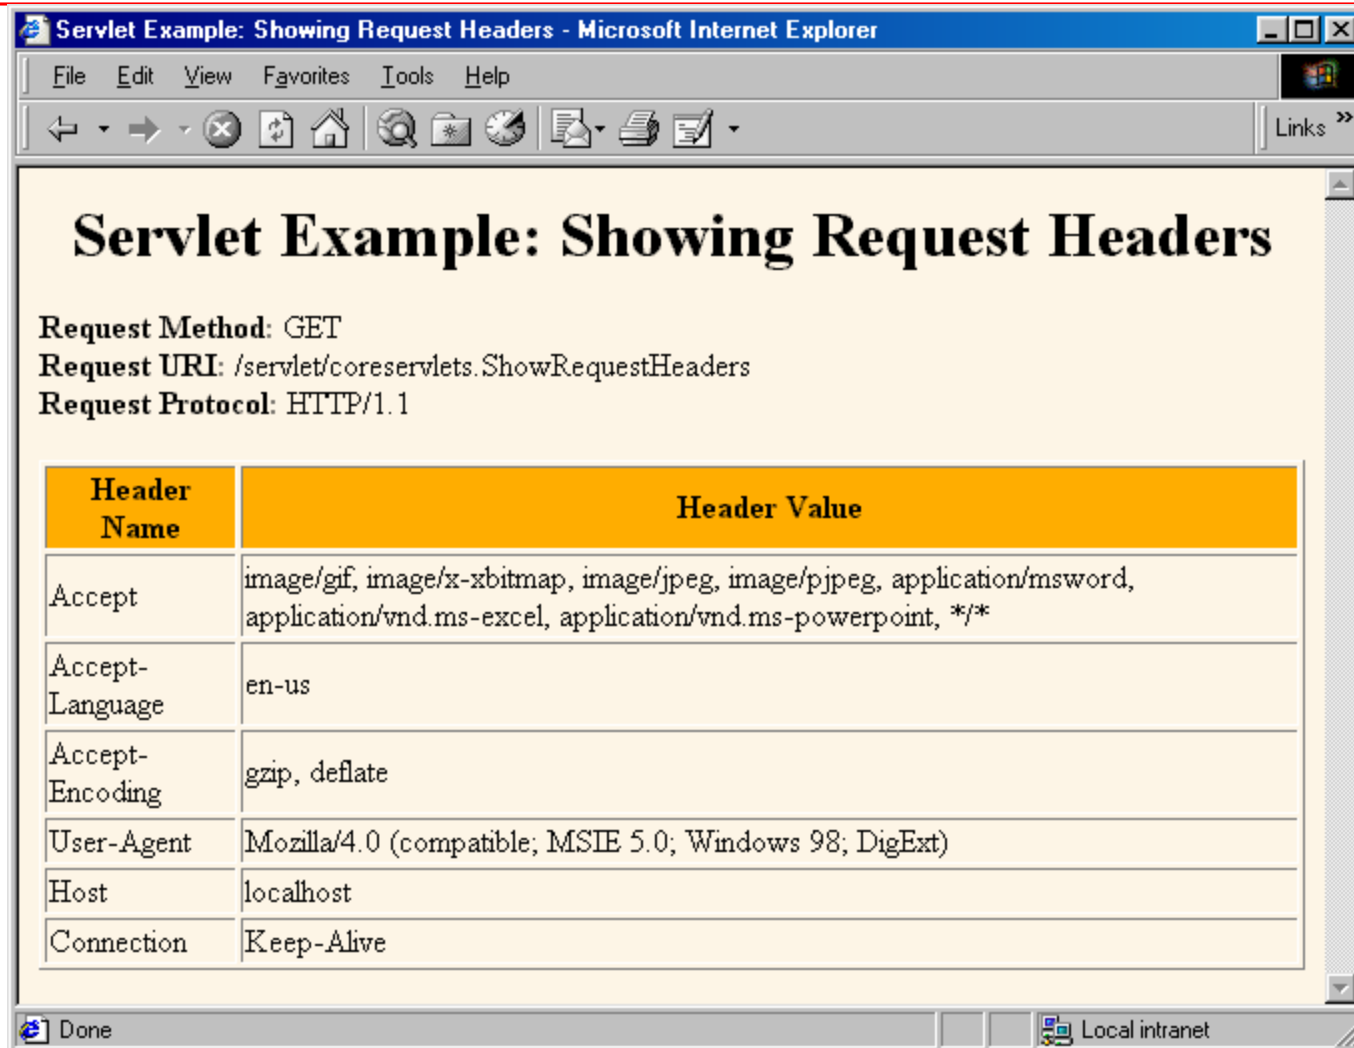 Servlet Example: Showing Request Headers - Microsoft Internet Explorer
File Edit View Favorites Tools Help
Links »
Servlet Example: Showing Request Headers
Request Method: GET
Request URI: /servlet/coreservlets.ShowRequestHeaders
Request Protocol: HTTP/1.1
Header
Name
Header Value
Accept
image/gif, image/x-xbitmap, image/jpeg, image/pjpeg, application/msword,
application/vnd.ms-excel, application/vnd.ms-powerpoint, */*
Accept-
Language
en-us
Accept-
Encoding
gzip, deflate
User-Agent
Mozilla/4.0 (compatible; MSIE 5.0; Windows 98; DigExt)
Host
localhost
Connection
Keep-Alive
Done
Local intranet